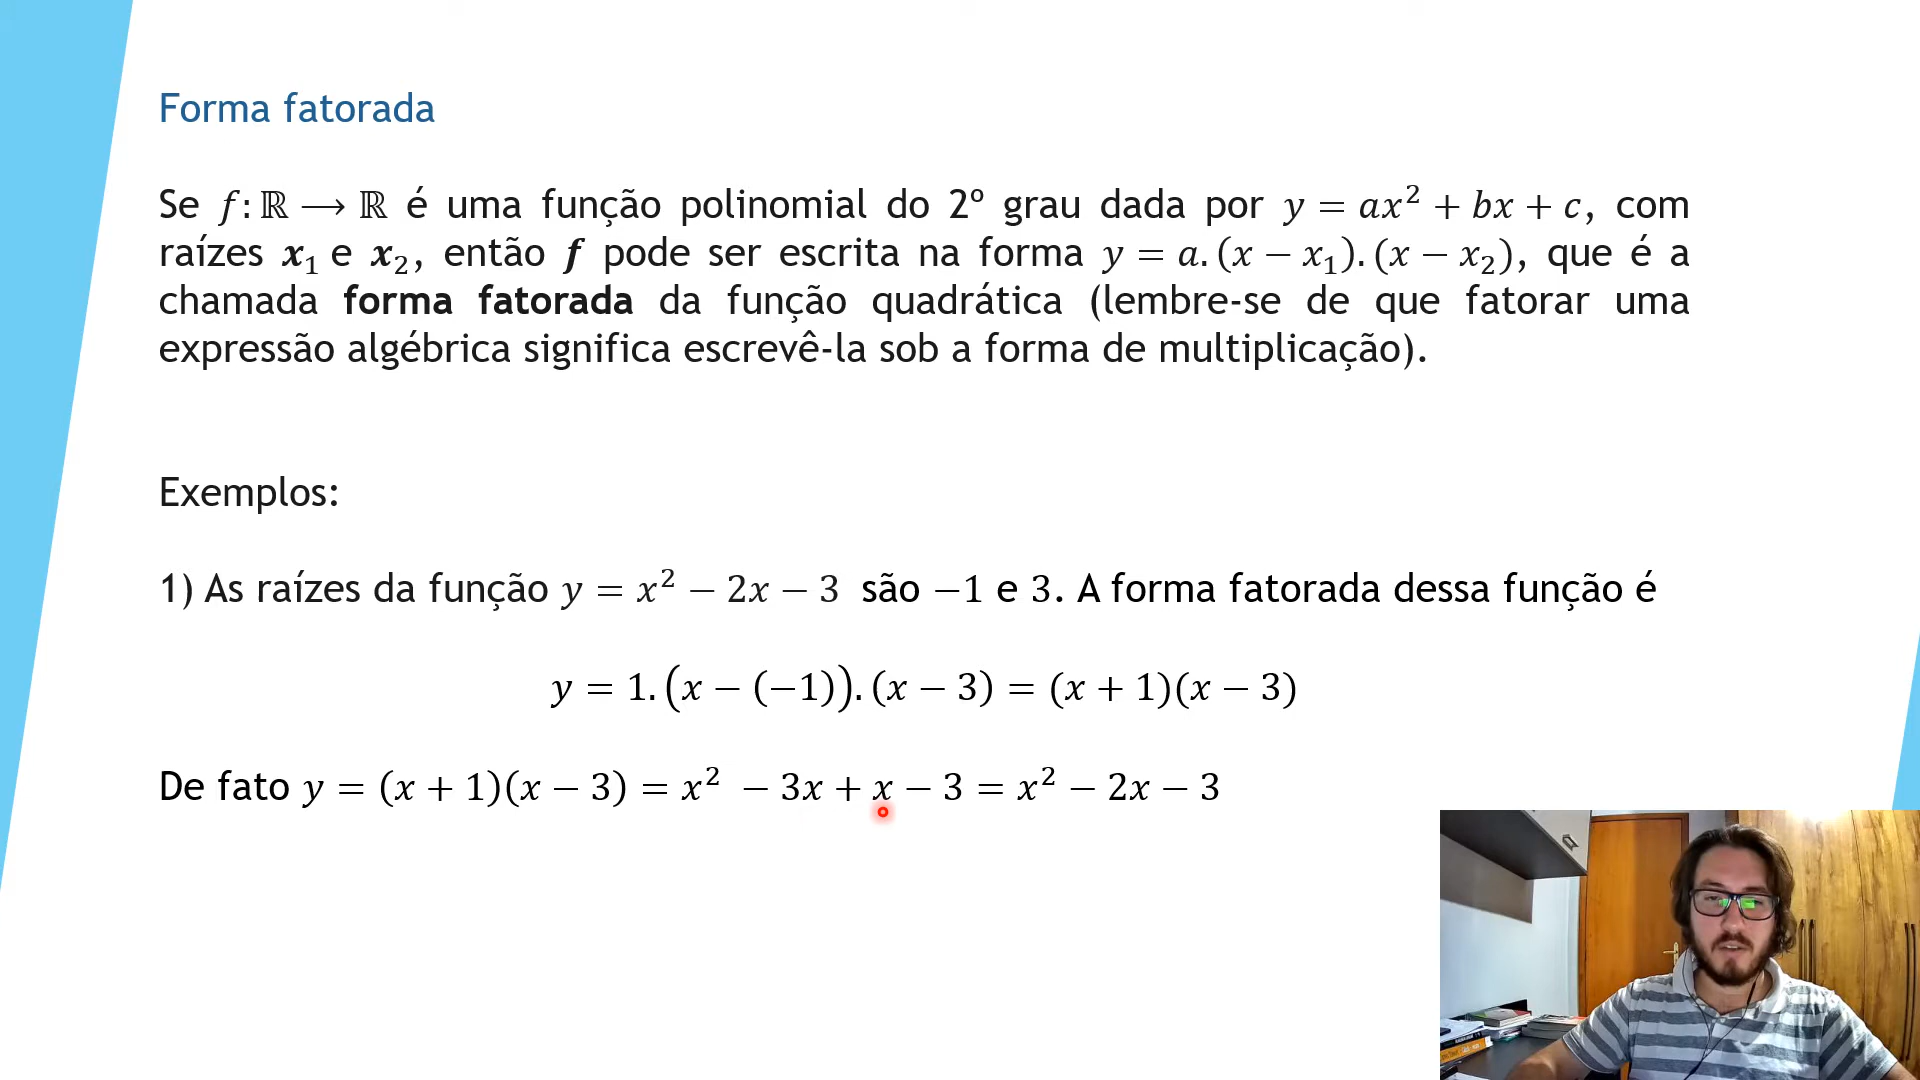 Forma fatorada
Se f: ℝ ⟶ ℝ é uma função polinomial do 2º grau dada por y = ax² + bx + c, com
raízes x₁ e x₂, então f pode ser escrita na forma y = a. (x − x₁). (x − x₂), que é a
chamada forma fatorada da função quadrática (lembre-se de que fatorar uma
expressão algébrica significa escrevê-la sob a forma de multiplicação).
Exemplos:
1) As raízes da função y = x² − 2x − 3 são −1 e 3. A forma fatorada dessa função é
y = 1. (x − (−1)). (x − 3) = (x + 1)(x − 3)
De fato y = (x + 1)(x − 3) = x² − 3x + x − 3 = x² − 2x − 3